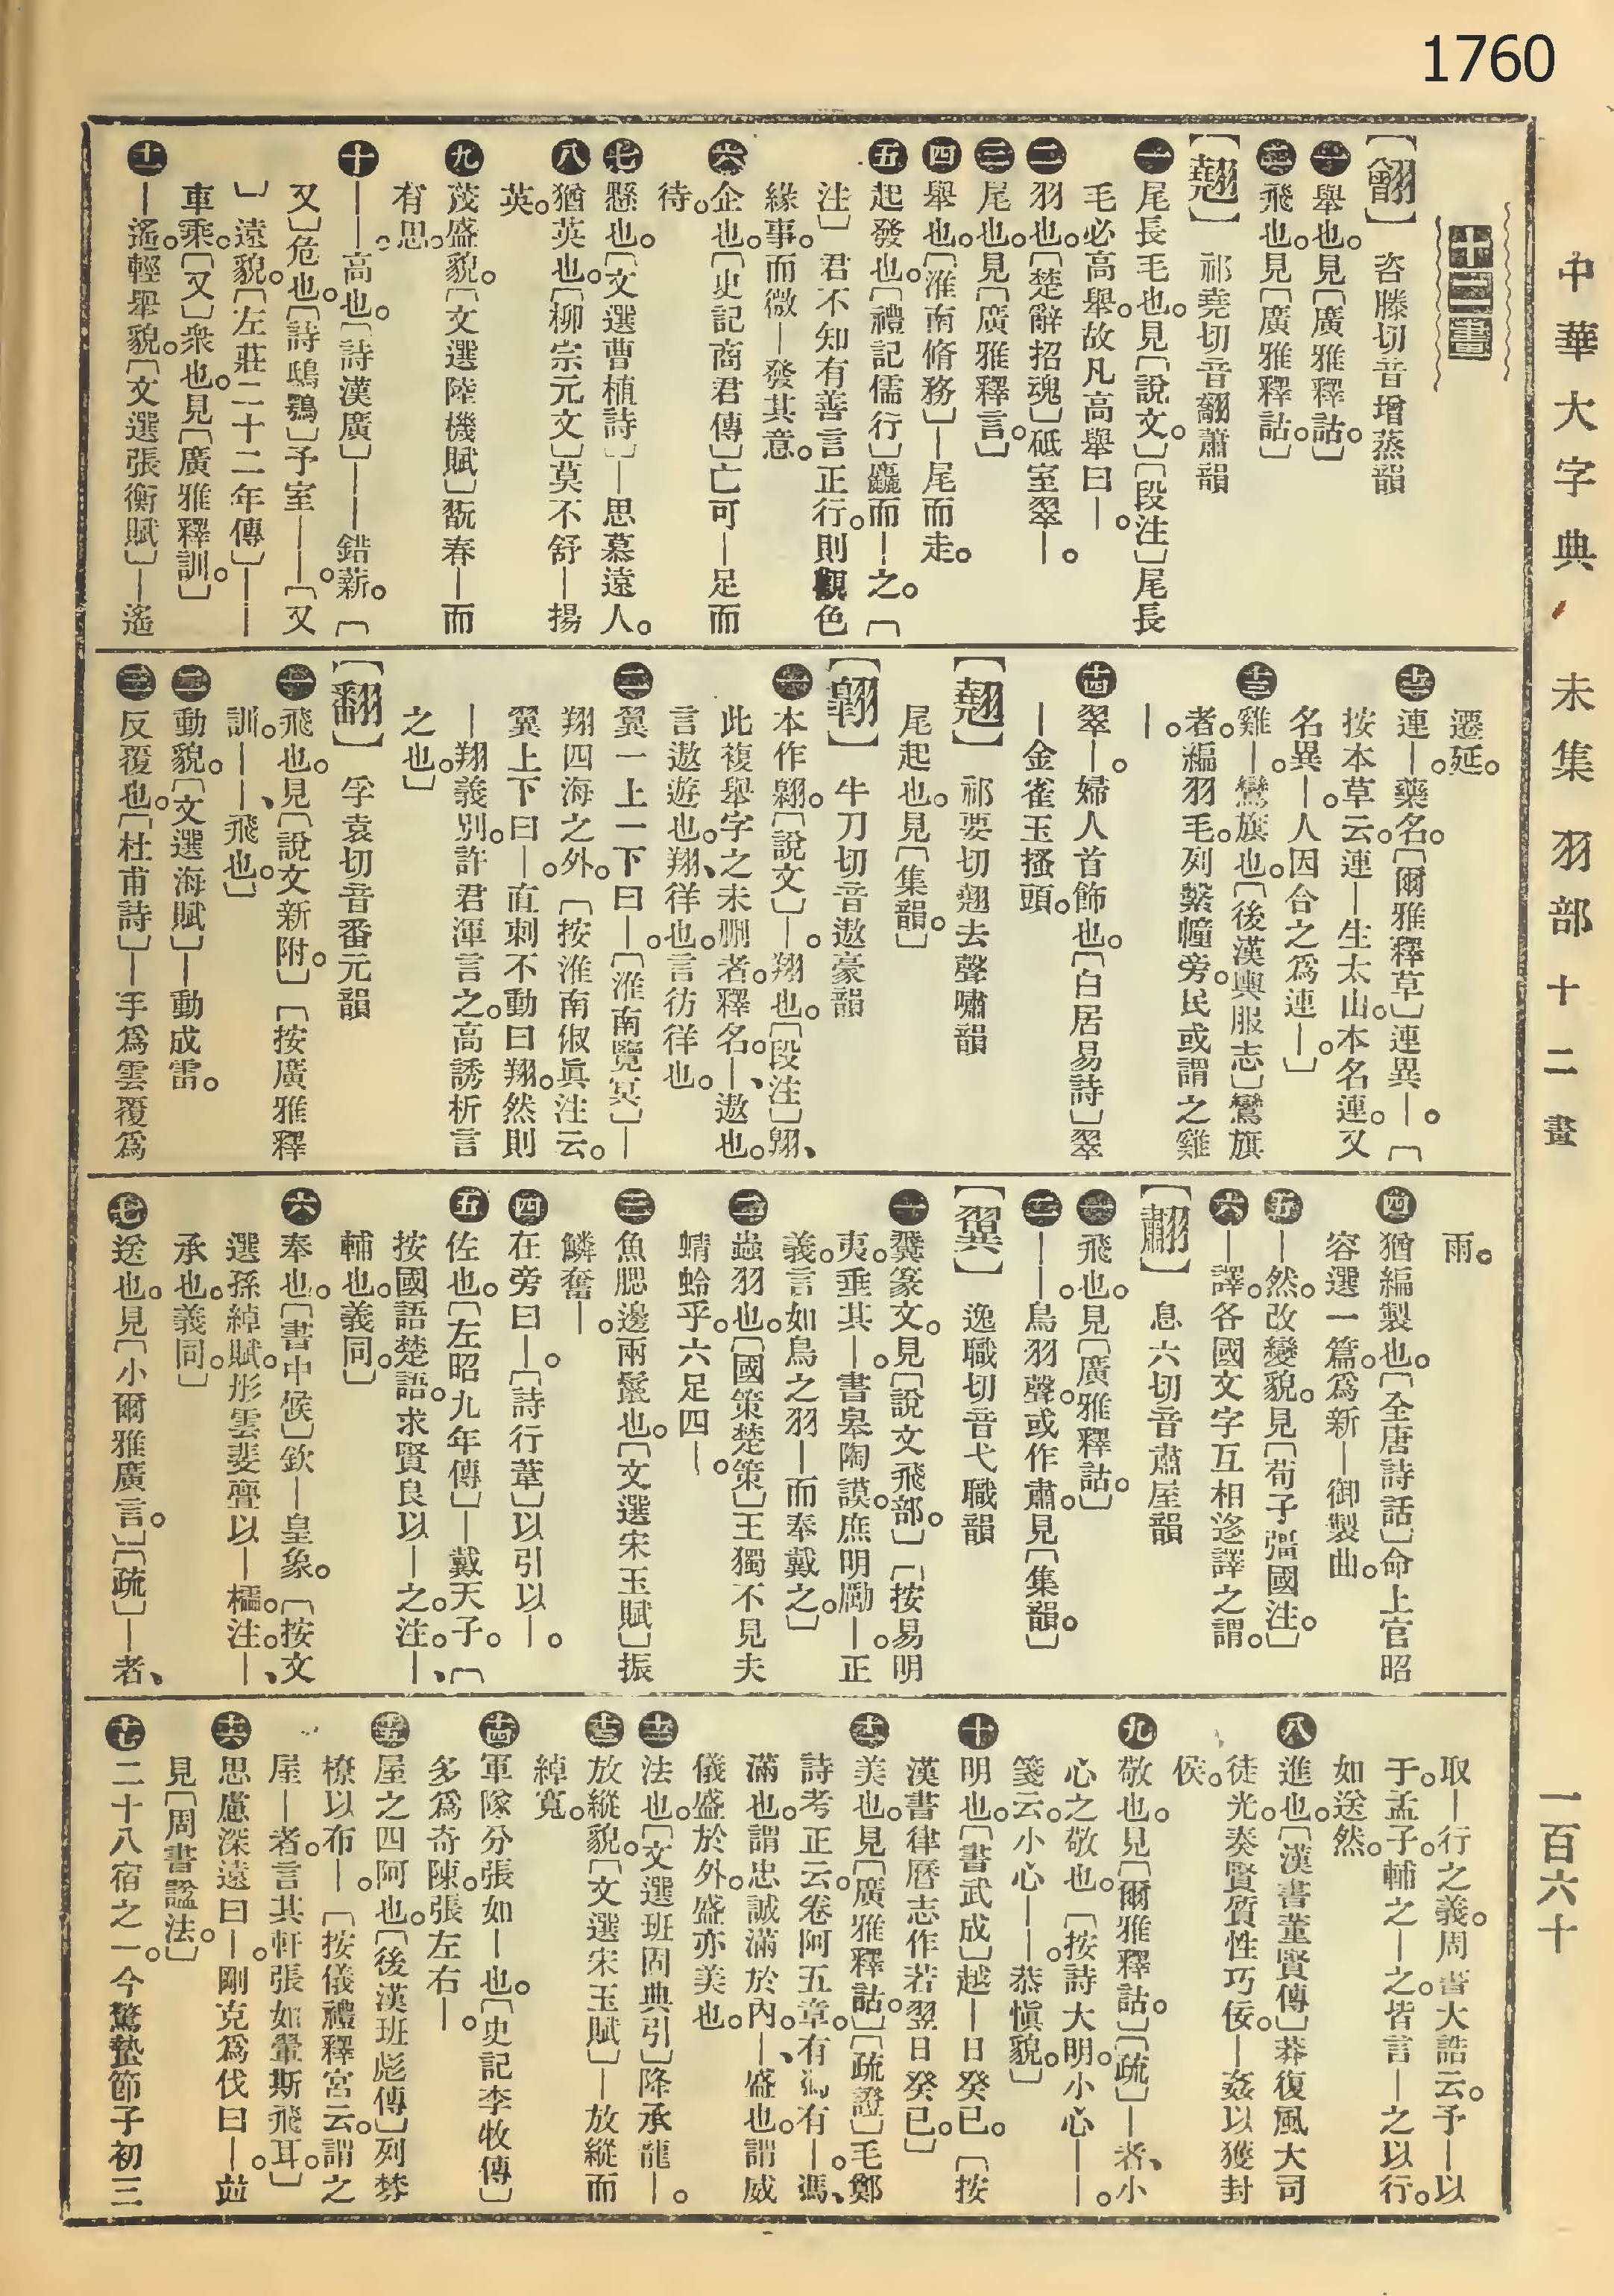 1760
中華大字典
未集
羽部
十二畫
一百六十
十二畫
【䎖】 咨滕切音增蒸韻
㊀舉也。見〔廣雅釋詁。〕
㊁飛也。見〔廣雅釋詁。〕
【翹】 祁堯切音翻蕭韻
㊀尾長毛也。見〔說文。〕〔段注〕尾長
毛必高舉。故凡高舉曰—。
㊁羽也。〔楚辭招魂〕砥室翠—。
㊂尾也。見〔廣雅釋言。〕
㊃舉也。〔淮南脩務〕—尾而走。
㊄起發也。〔禮記儒行〕麤而—之。〔
注〕君不知有善言正行。則觀色
緣事。而微—發其意。
㊅企也。〔史記商君傳〕亡可—足而
待。
㊆懸也。〔文選曹植詩〕—思慕遠人。
㊇猶英也。〔柳宗元文〕莫不舒—揚
英。
㊈茂盛貌。〔文選陸機賦〕翫春—而
有思。
㊉——。高也。〔詩漢廣〕——錯薪。〔
又〕危也。〔詩鴟鴞〕予室——。〔又
〕遠貌。〔左莊二十二年傳〕——
車乘。〔又〕衆也。見〔廣雅釋訓。〕
⓫—遙。輕舉貌。〔文選張衡賦〕—遙
遷延。
⓬連—。藥名。〔爾雅釋草〕連異—。〔
按本草云。連—生太山。本名連。又
名異—。人因合之爲連—。〕
⓭雞—。鸞旗也。〔後漢輿服志〕鸞旗
者。編羽毛。列繫幢旁。民或謂之雞
—。
⓮翠—。婦人首飾也。〔白居易詩〕翠
—金雀玉搔頭。
【翹】 祁要切翹去聲嘯韻
尾起也。見〔集韻。〕
【翱】 牛刀切音遨豪韻
㊀本作翺。〔說文〕—。翔也。〔段注〕翱、
此複舉字之未刪者。釋名。—、遨也。
言遨遊也。翔、徉也。言彷徉也。
㊁翼一上一下曰—。〔淮南覽冥〕—
翔四海之外。〔按淮南俶眞注云。
翼上下曰—。直刺不動曰翔。然則
—翔義別。許君渾言之。高誘析言
之也。〕
【翻】 孚袁切音番元韻
㊀飛也。見〔說文新附。〕〔按廣雅釋
訓。——、飛也。〕
㊁動貌。〔文選海賦〕—動成雷。
㊂反覆也。〔杜甫詩〕—手爲雲覆爲
雨。
㊃猶編製也。〔全唐詩話〕命上官昭
容選一篇。爲新—御製曲。
㊄—然。改變貌。見〔荀子彊國注。〕
㊅—譯。各國文字互相迻譯之謂。
【䎘】 息六切音肅屋韻
㊀飛也。見〔廣雅釋詁。〕
㊁——。鳥羽聲。或作肅。見〔集韻。〕
【翼】 逸職切音弋職韻
㊀䨇篆文。見〔說文飛部。〕〔按易明
夷。垂其—。書皋陶謨。庶明勵—。正
義。言如鳥之羽—而奉戴之。〕
㊁蟲羽也。〔國策楚策〕王獨不見夫
蜻蛉乎。六足四—。
㊂魚腮邊兩鬣也。〔文選宋玉賦〕振
鱗奮—。
㊃在旁曰—。〔詩行葦〕以引以—。
㊄佐也。〔左昭九年傳〕—戴天子。〔
按國語楚語。求賢良以—之。注。—、
輔也。義同。〕
㊅奉也。〔書中候〕欽—皇象。〔按文
選孫綽賦。彤雲斐亹以—櫺。注。—、
承也。義同。〕
㊆送也。見〔小爾雅廣言。〕〔疏〕—者、
取—行之義。周書大誥云。予—以
于。孟子。輔之—之。皆言—之以行。
如送然。
㊇進也。〔漢書董賢傳〕莽復風大司
徒光。奏賢質性巧佞。—姦以獲封
侯。
㊈敬也。見〔爾雅釋詁。〕〔疏〕—者、小
心之敬也。〔按詩大明。小心——。
箋云。小心——。恭愼貌。〕
㊉明也。〔書武成〕越—日癸已。〔按
漢書律曆志作若翌日癸已。〕
⓫美也。見〔廣雅釋詁。〕〔疏證〕毛鄭
詩考正云。卷阿五章。有馮有—。馮、
滿也。謂忠誠滿於內。—、盛也。謂威
儀盛於外。盛亦美也。
⓬法也。〔文選班固典引〕降承龍—。
⓭放縱貌。〔文選宋玉賦〕—放縱而
綽寬。
⓮軍隊分張如—也。〔史記李牧傳〕
多爲奇陳。張左右—。
⓯屋之四阿也。〔後漢班彪傳〕列棼
橑以布—。〔按儀禮釋宮云。謂之
屋—者。言其軒張如翬斯飛耳。〕
⓰思慮深遠曰—。剛克爲伐曰—。竝
見〔周書諡法。〕
⓱二十八宿之一。今驚蟄節子初三